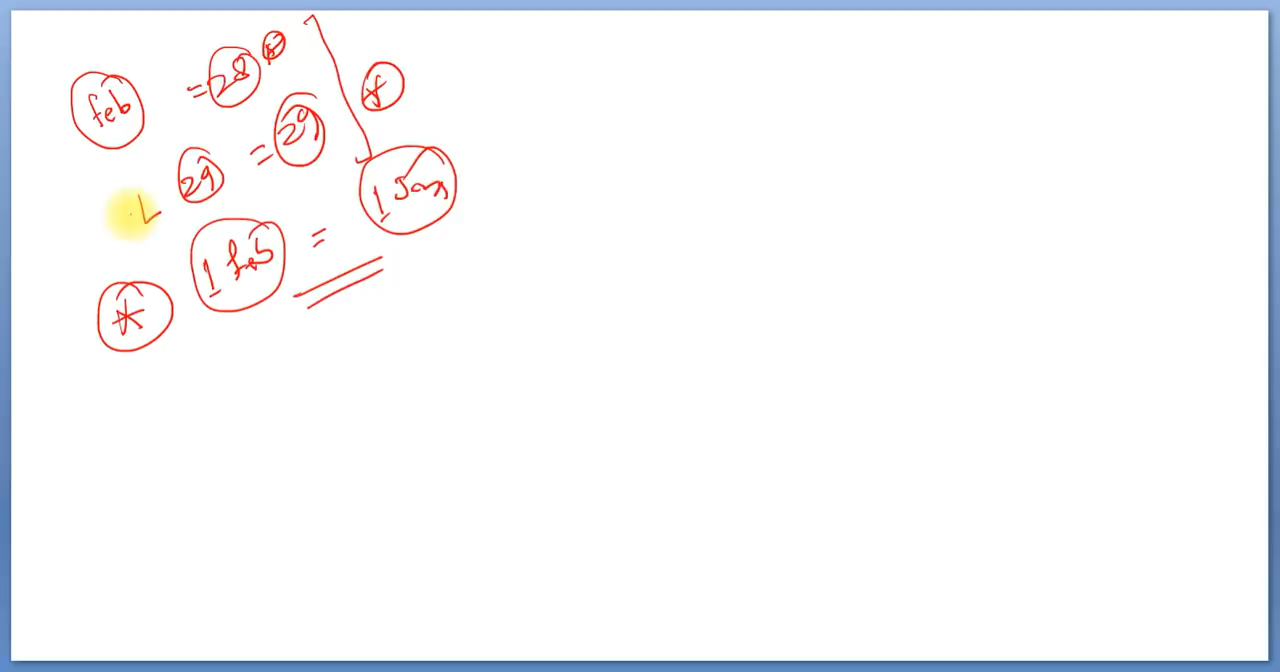 feb = 28
29 = 29
1 feb = 1 Jan